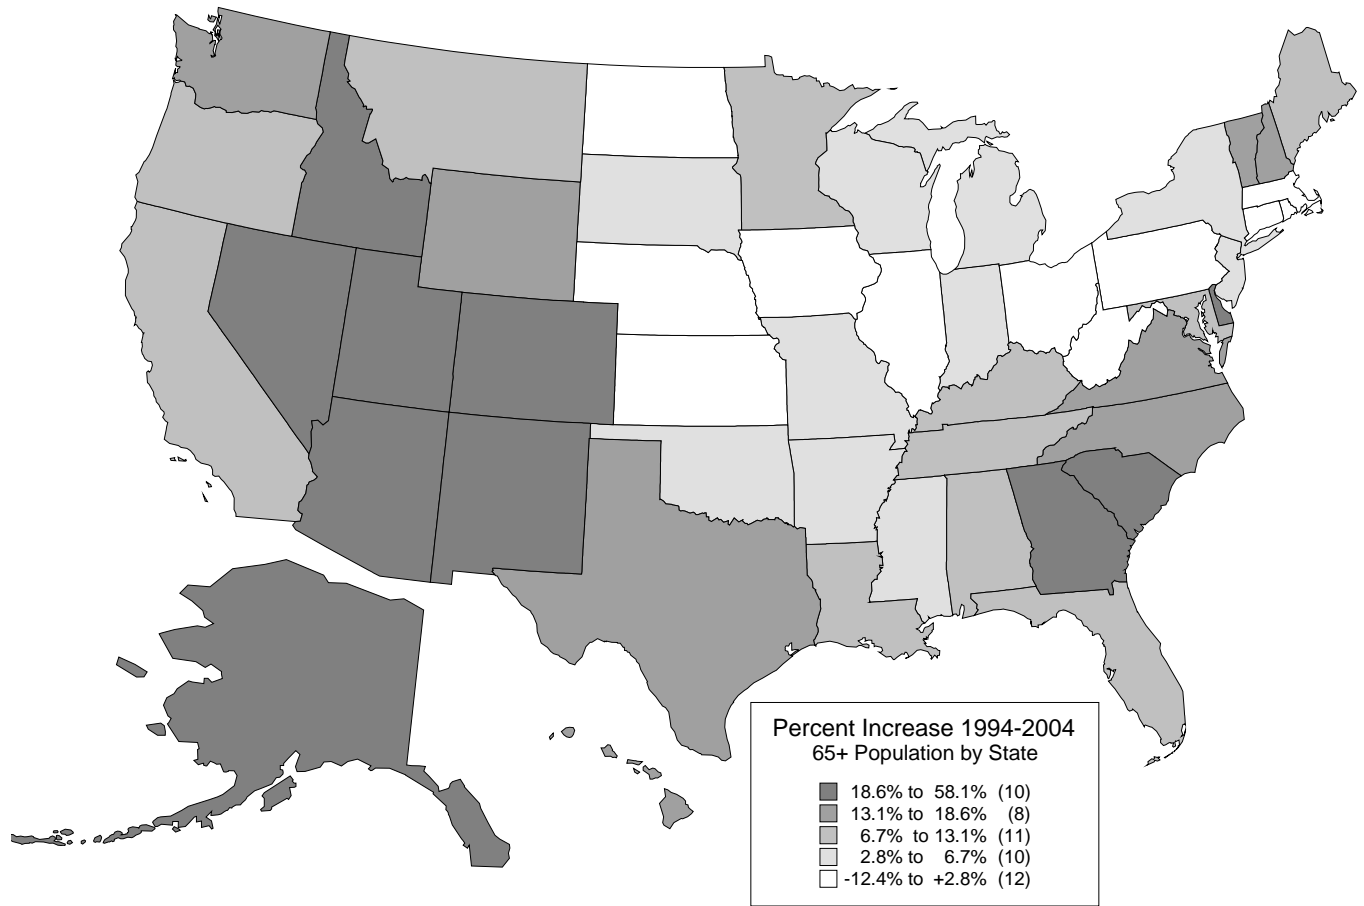 Percent Increase 1994-2004
65+ Population by State
18.6% to 58.1% (10)
13.1% to 18.6% (8)
6.7% to 13.1% (11)
2.8% to 6.7% (10)
-12.4% to +2.8% (12)